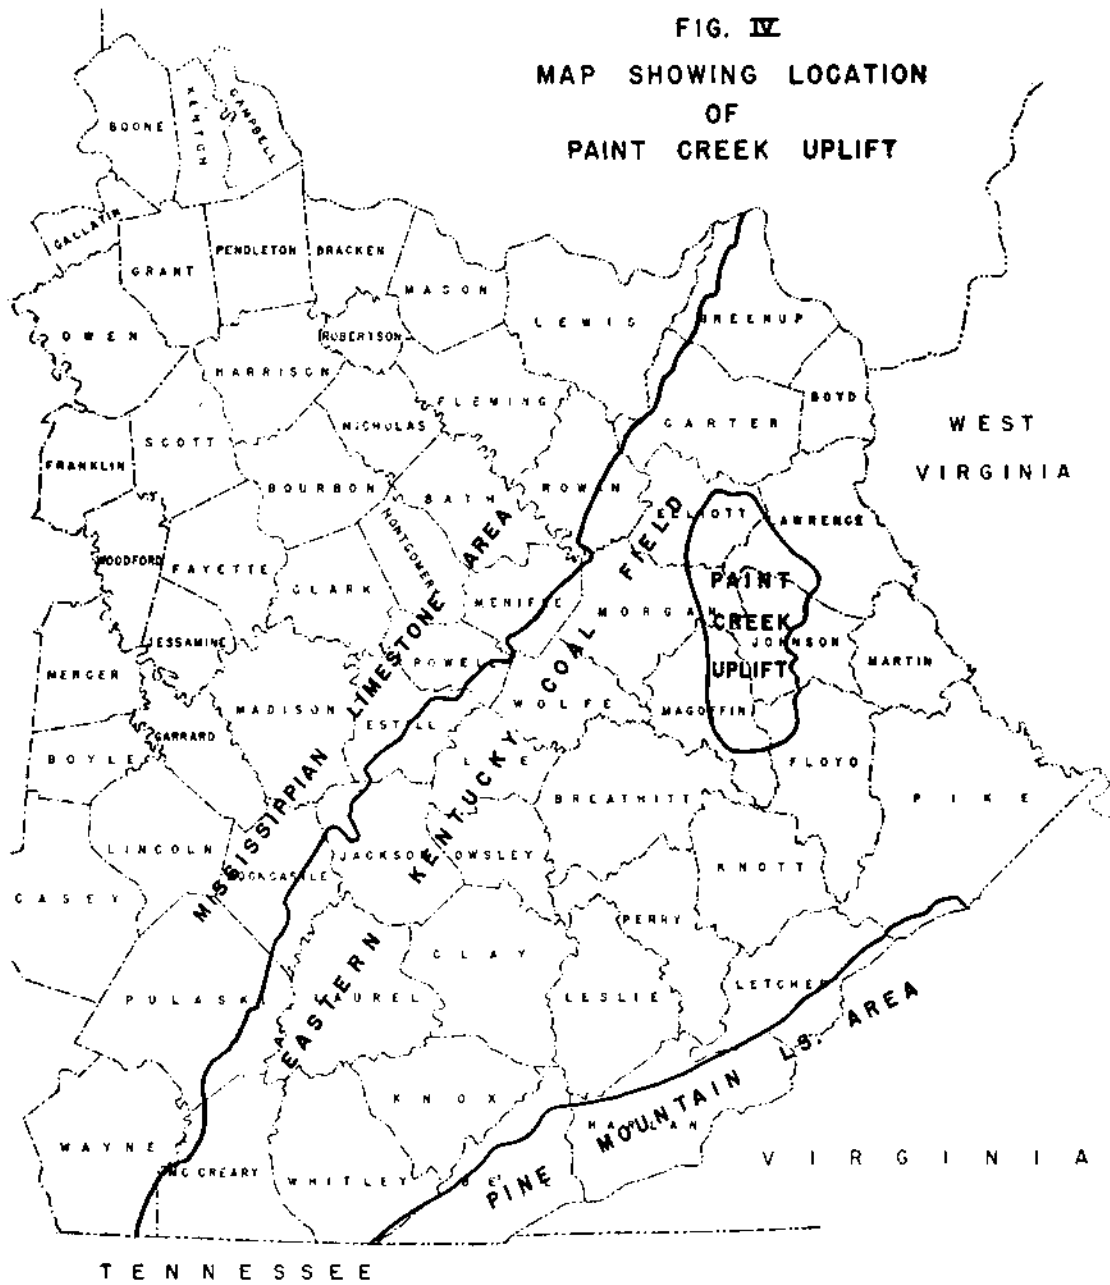 FIG. IV
MAP SHOWING LOCATION
OF
PAINT CREEK UPLIFT
BOONE
KENTON
CAMPBELL
GALLATIN
GRANT
PENDLETON
BRACKEN
MASON
LEWIS
GREENUP
OWEN
ROBERTSON
HARRISON
FLEMING
CARTER
BOYD
WEST
VIRGINIA
SCOTT
NICHOLAS
FRANKLIN
BOURBON
BATH
ROWEN
ELLIOTT
LAWRENCE
MONTGOMERY
WOODFORD
FAYETTE
CLARK
MENIFEE
MORGAN
PAINT
CREEK
UPLIFT
JOHNSON
MARTIN
JESSAMINE
MERCER
POWELL
MADISON
ESTILL
WOLFE
MAGOFFIN
GARRARD
BOYLE
FLOYD
PIKE
BREATHITT
LINCOLN
JACKSON
OWSLEY
KNOTT
CASEY
PERRY
CLAY
PULASKI
LAUREL
LESLIE
LETCHER
MISSISSIPPIAN LIMESTONE AREA
EASTERN KENTUCKY COAL FIELD
PINE MOUNTAIN LS. AREA
KNOX
WAYNE
MC CREARY
WHITLEY
VIRGINIA
TENNESSEE